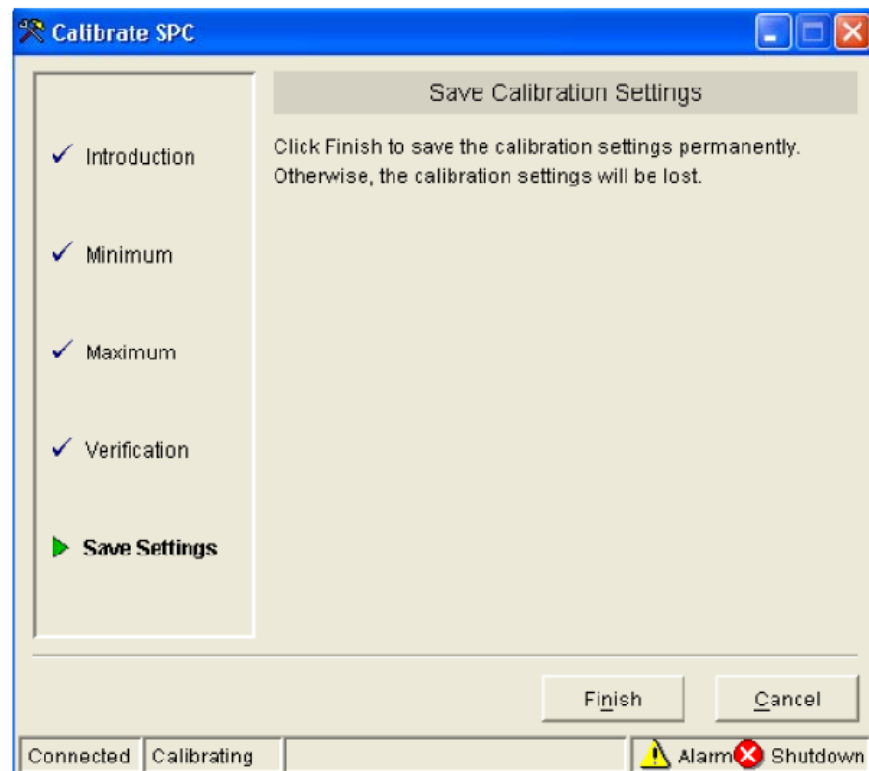 Calibrate SPC
Introduction
Minimum
Maximum
Verification
Save Settings
Save Calibration Settings
Click Finish to save the calibration settings permanently.
Otherwise, the calibration settings will be lost.
Finish
Cancel
Connected
Calibrating
Alarm
Shutdown